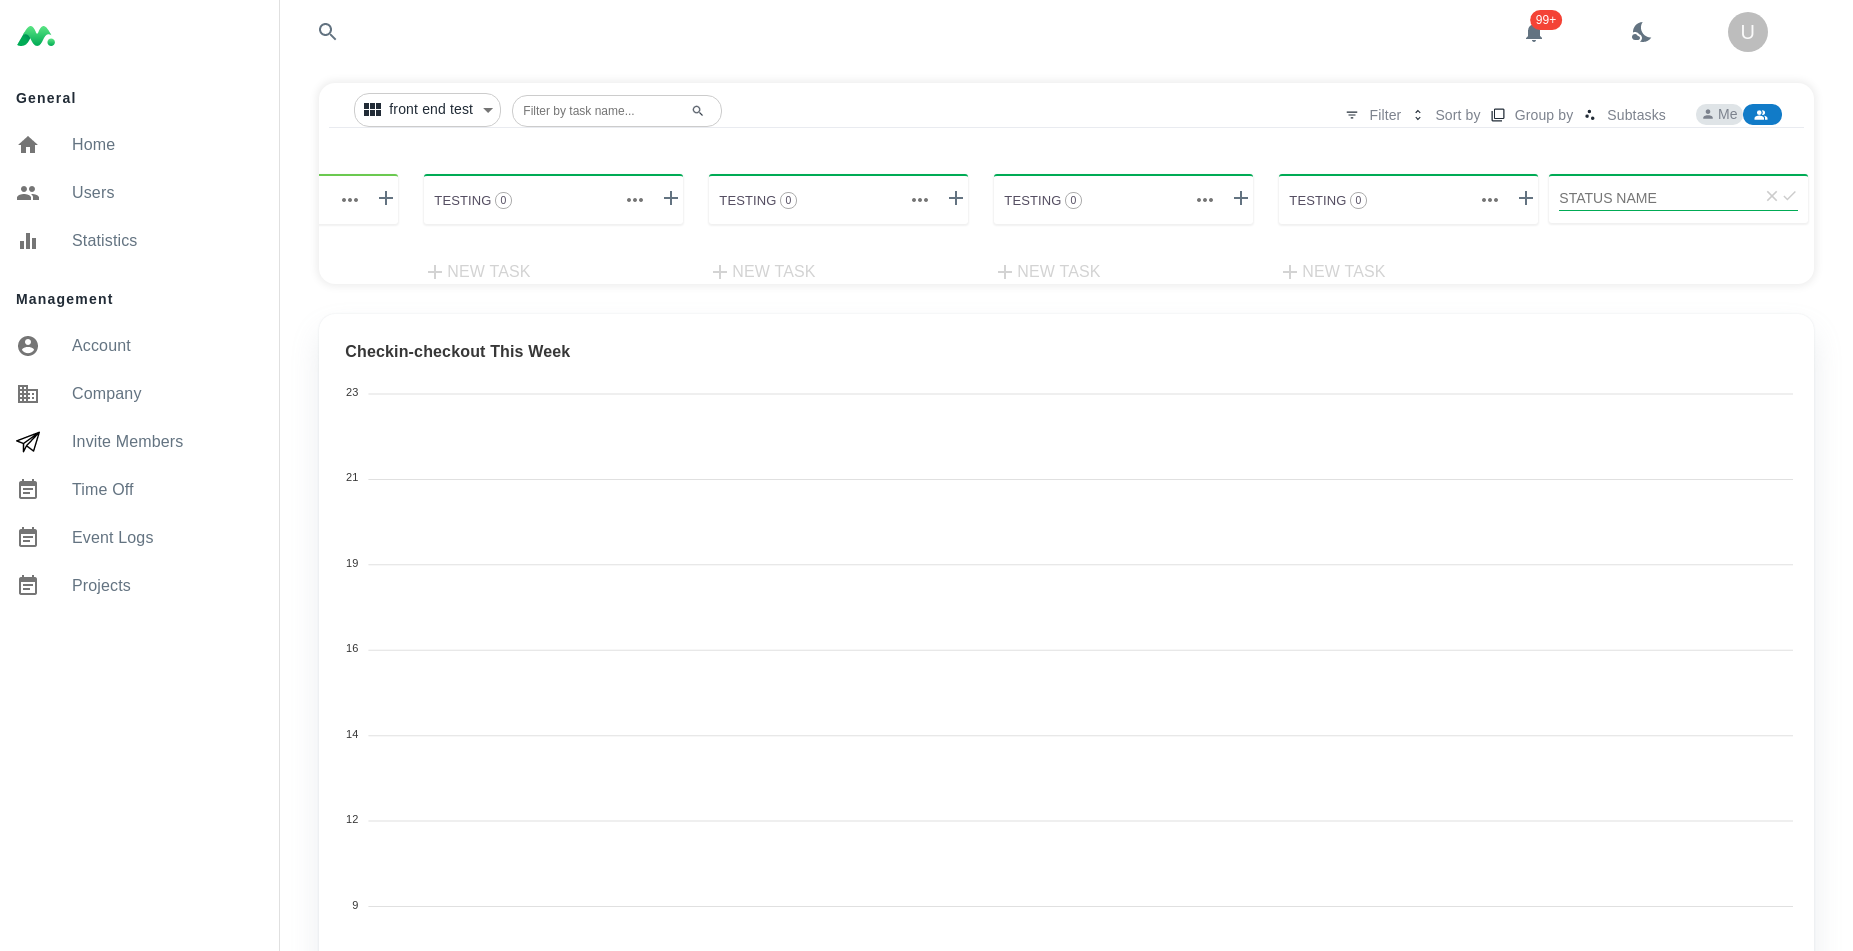 99+
U
General
Home
Users
Statistics
Management
Account
Company
Invite Members
Time Off
Event Logs
Projects
front end test
Filter by task name...
Filter
Sort by
Group by
Subtasks
Me
TESTING 0
TESTING 0
TESTING 0
TESTING 0
STATUS NAME
NEW TASK
NEW TASK
NEW TASK
NEW TASK
Checkin-checkout This Week
23
21
19
16
14
12
9